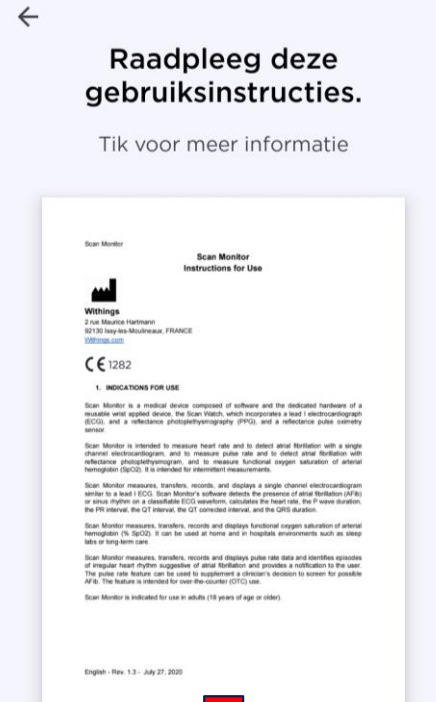 Raadpleeg deze
gebruiksinstructies.
Tik voor meer informatie
Scan Monitor
Scan Monitor
Instructions for Use
Withings
2 rue Maurice Hartmann
92130 Issy-les-Moulineaux, FRANCE
Withings.com
CE 1282
1. INDICATIONS FOR USE
Scan Monitor is a medical device composed of software and the dedicated hardware of a
reusable wrist applied device, the Scan Watch, which incorporates a lead I electrocardiograph
(ECG), and a reflectance photoplethysmography (PPG), and a reflectance pulse oximetry
sensor.
Scan Monitor is intended to measure heart rate and to detect atrial fibrillation with a single
channel electrocardiogram, and to measure pulse rate and to detect atrial fibrillation with
reflectance photoplethysmogram, and to measure functional oxygen saturation of arterial
hemoglobin (SpO2). It is intended for intermittent measurements.
Scan Monitor measures, transfers, records, and displays a single channel electrocardiogram
similar to a lead I ECG. Scan Monitor's software detects the presence of atrial fibrillation (AFib)
or sinus rhythm on a classifiable ECG waveform, calculates the heart rate, the P wave duration,
the PR interval, the QT interval, the QT corrected interval, and the QRS duration.
Scan Monitor measures, transfers, records and displays functional oxygen saturation of arterial
hemoglobin (% SpO2). It can be used at home and in hospitals environments such as sleep
labs or long-term care.
Scan Monitor measures, transfers, records and displays pulse rate data and identifies episodes
of irregular heart rhythm suggestive of atrial fibrillation and provides a notification to the user.
The pulse rate feature can be used to supplement a clinician's decision to screen for possible
AFib. The feature is intended for over-the-counter (OTC) use.
Scan Monitor is indicated for use in adults (18 years of age or older).
English - Rev. 1.3 - July 27, 2020